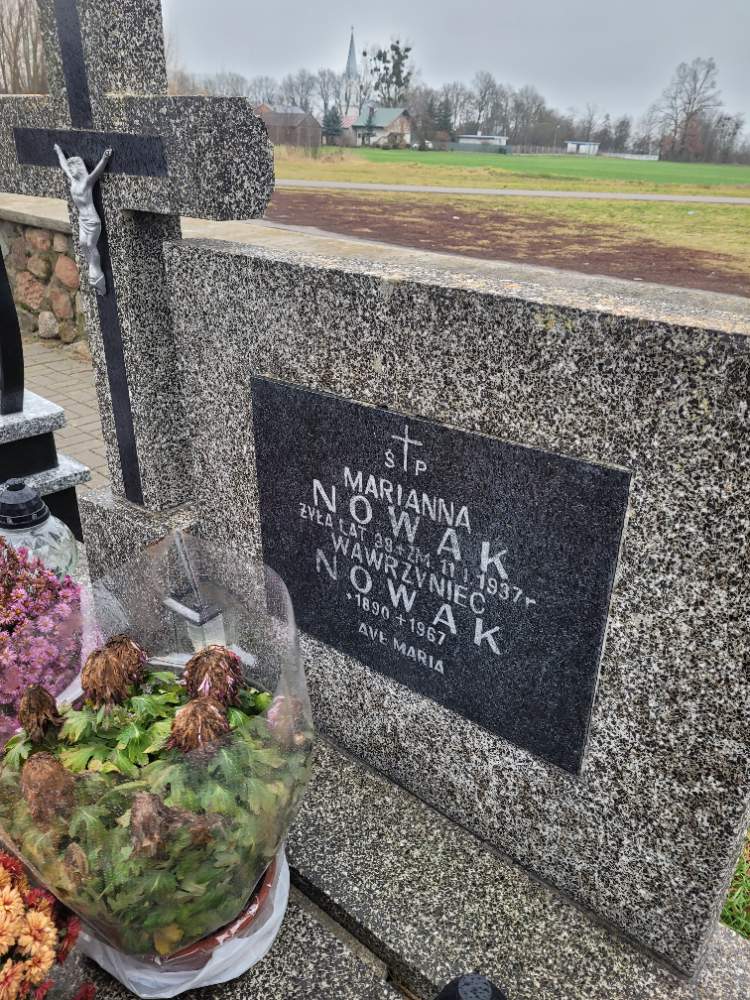 Ś P
MARIANNA
NOWAK
ŻYŁA LAT 39 + ZM. 11 I 1937 r
WAWRZYNIEC
NOWAK
*1890 +1967
AVE MARIA